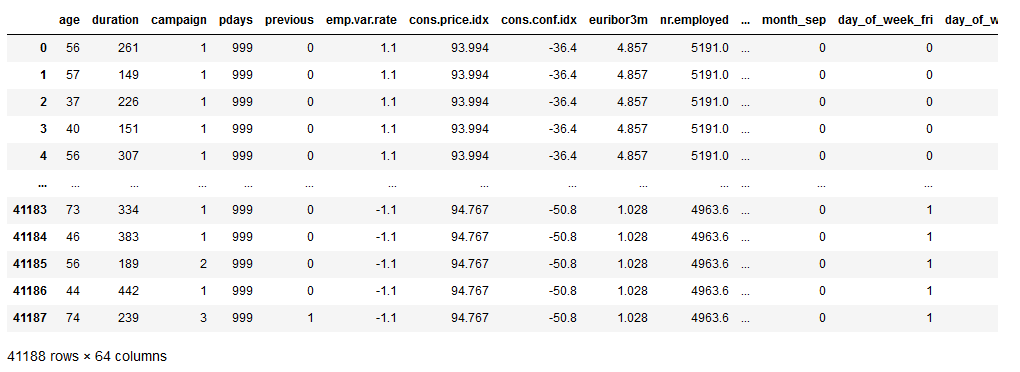 age duration campaign pdays previous emp.var.rate cons.price.idx cons.conf.idx euribor3m nr.employed ... month_sep day_of_week_fri day_of_w
0 56 261 1 999 0 1.1 93.994 -36.4 4.857 5191.0 ... 0 0
1 57 149 1 999 0 1.1 93.994 -36.4 4.857 5191.0 ... 0 0
2 37 226 1 999 0 1.1 93.994 -36.4 4.857 5191.0 ... 0 0
3 40 151 1 999 0 1.1 93.994 -36.4 4.857 5191.0 ... 0 0
4 56 307 1 999 0 1.1 93.994 -36.4 4.857 5191.0 ... 0 0
... ... ... ... ... ... ... ... ... ... ... ... ... ...
41183 73 334 1 999 0 -1.1 94.767 -50.8 1.028 4963.6 ... 0 1
41184 46 383 1 999 0 -1.1 94.767 -50.8 1.028 4963.6 ... 0 1
41185 56 189 2 999 0 -1.1 94.767 -50.8 1.028 4963.6 ... 0 1
41186 44 442 1 999 0 -1.1 94.767 -50.8 1.028 4963.6 ... 0 1
41187 74 239 3 999 1 -1.1 94.767 -50.8 1.028 4963.6 ... 0 1
41188 rows × 64 columns